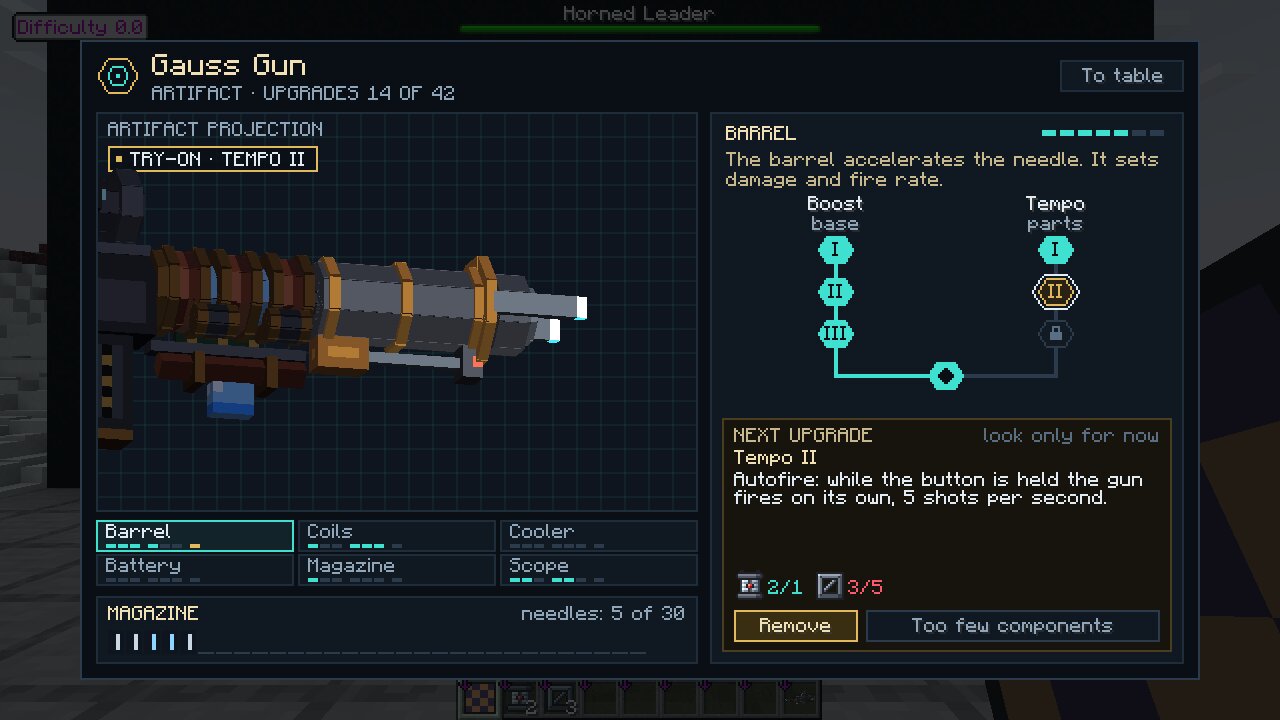 Horned Leader
Difficulty 0.0
Gauss Gun
ARTIFACT · UPGRADES 14 OF 42
To table
ARTIFACT PROJECTION
TRY-ON · TEMPO II
BARREL
The barrel accelerates the needle. It sets
damage and fire rate.
Boost
base
Tempo
parts
I
I
II
II
III
NEXT UPGRADE
look only for now
Tempo II
Autofire: while the button is held the gun
fires on its own, 5 shots per second.
2/1
3/5
Remove
Too few components
Barrel
Coils
Cooler
Battery
Magazine
Scope
MAGAZINE
needles: 5 of 30
2
3